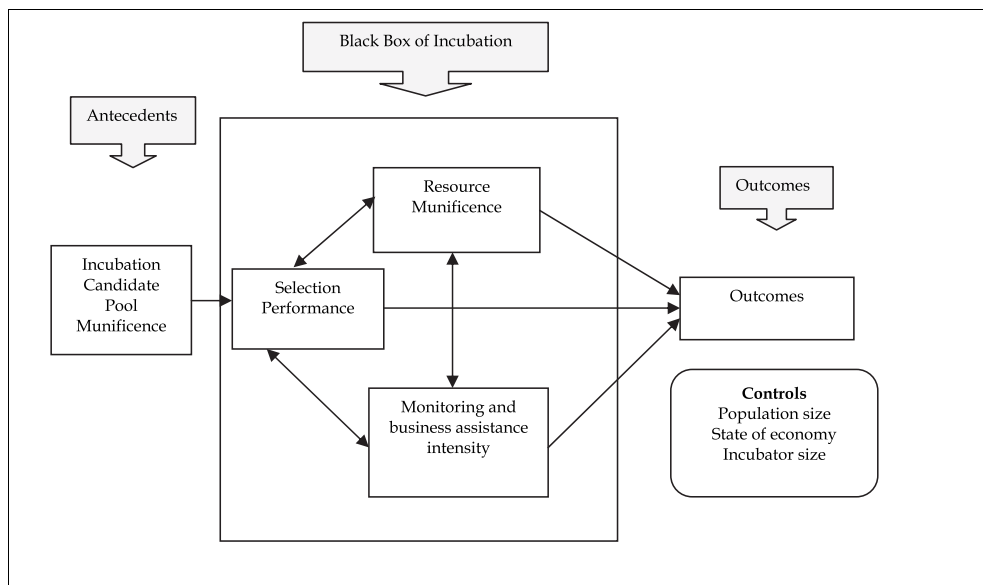 Black Box of Incubation
Antecedents
Resource
Munificence
Outcomes
Incubation
Candidate
Pool
Munificence
Selection
Performance
Outcomes
Monitoring and
business assistance
intensity
Controls
Population size
State of economy
Incubator size